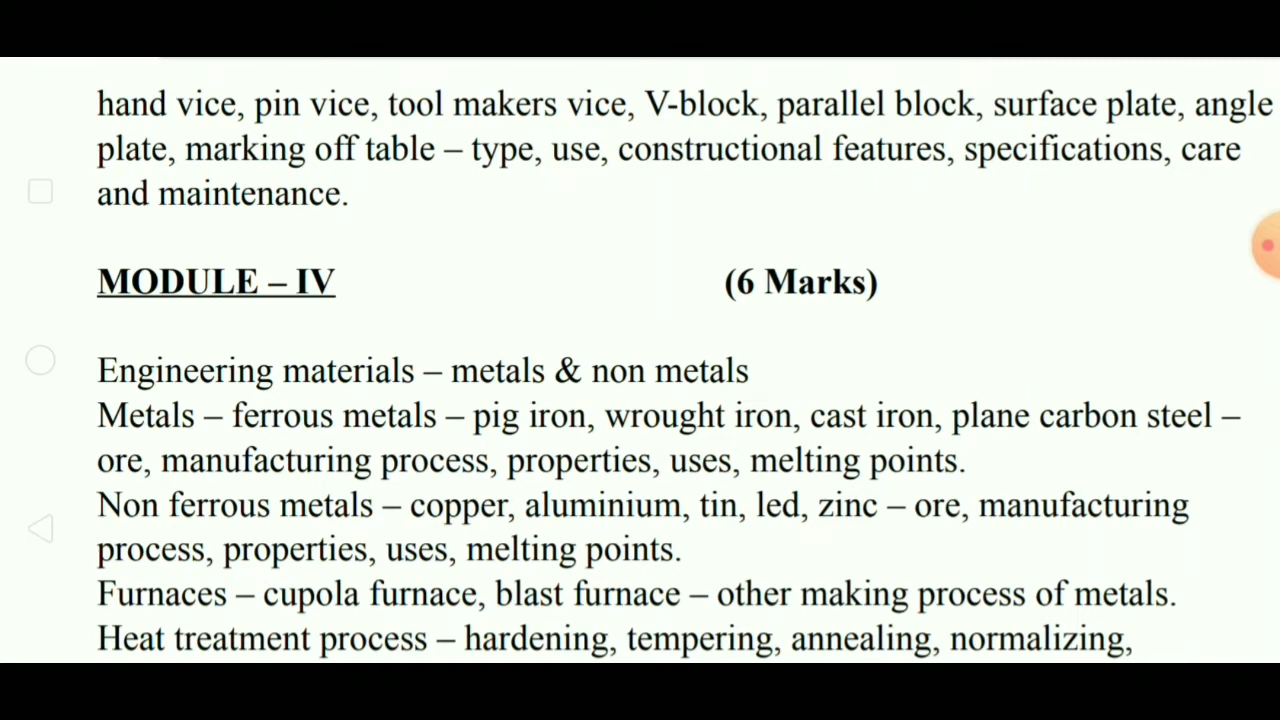 hand vice, pin vice, tool makers vice, V-block, parallel block, surface plate, angle
plate, marking off table – type, use, constructional features, specifications, care
and maintenance.
MODULE – IV (6 Marks)
Engineering materials – metals & non metals
Metals – ferrous metals – pig iron, wrought iron, cast iron, plane carbon steel –
ore, manufacturing process, properties, uses, melting points.
Non ferrous metals – copper, aluminium, tin, led, zinc – ore, manufacturing
process, properties, uses, melting points.
Furnaces – cupola furnace, blast furnace – other making process of metals.
Heat treatment process – hardening, tempering, annealing, normalizing,